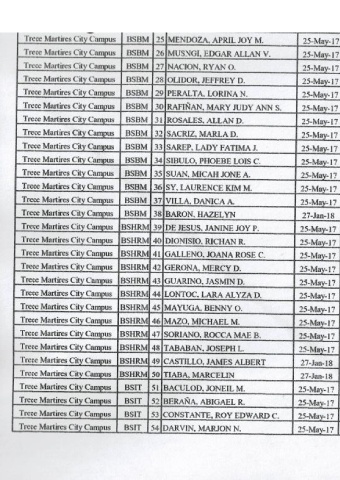 Trece Martires City Campus BSBM 25 MENDOZA, APRIL JOY M. 25-May-17
Trece Martires City Campus BSBM 26 MUSNGI, EDGAR ALLAN V. 25-May-17
Trece Martires City Campus BSBM 27 NACION, RYAN O. 25-May-17
Trece Martires City Campus BSBM 28 OLIDOR, JEFFREY D. 25-May-17
Trece Martires City Campus BSBM 29 PERALTA, LORINA N. 25-May-17
Trece Martires City Campus BSBM 30 RAFIÑAN, MARY JUDY ANN S. 25-May-17
Trece Martires City Campus BSBM 31 ROSALES, ALLAN D. 25-May-17
Trece Martires City Campus BSBM 32 SACRIZ, MARLA D. 25-May-17
Trece Martires City Campus BSBM 33 SAREP, LADY FATIMA J. 25-May-17
Trece Martires City Campus BSBM 34 SIBULO, PHOEBE LOIS C. 25-May-17
Trece Martires City Campus BSBM 35 SUAN, MICAH JONE A. 25-May-17
Trece Martires City Campus BSBM 36 SY, LAURENCE KIM M. 25-May-17
Trece Martires City Campus BSBM 37 VILLA, DANICA A. 25-May-17
Trece Martires City Campus BSBM 38 BARON, HAZELYN 27-Jan-18
Trece Martires City Campus BSHRM 39 DE JESUS, JANINE JOY P. 25-May-17
Trece Martires City Campus BSHRM 40 DIONISIO, RICHAN R. 25-May-17
Trece Martires City Campus BSHRM 41 GALLENO, JOANA ROSE C. 25-May-17
Trece Martires City Campus BSHRM 42 GERONA, MERCY D. 25-May-17
Trece Martires City Campus BSHRM 43 GUARINO, JASMIN D. 25-May-17
Trece Martires City Campus BSHRM 44 LONTOC, LARA ALYZA D. 25-May-17
Trece Martires City Campus BSHRM 45 MAYUGA, BENNY O. 25-May-17
Trece Martires City Campus BSHRM 46 MAZO, MICHAEL M. 25-May-17
Trece Martires City Campus BSHRM 47 SORIANO, ROCCA MAE B. 25-May-17
Trece Martires City Campus BSHRM 48 TABABAN, JOSEPH L. 25-May-17
Trece Martires City Campus BSHRM 49 CASTILLO, JAMES ALBERT 27-Jan-18
Trece Martires City Campus BSHRM 50 TIABA, MARCELIN 27-Jan-18
Trece Martires City Campus BSIT 51 BACULOD, JONEIL M. 25-May-17
Trece Martires City Campus BSIT 52 BERAÑA, ABIGAEL R. 25-May-17
Trece Martires City Campus BSIT 53 CONSTANTE, ROY EDWARD C. 25-May-17
Trece Martires City Campus BSIT 54 DARVIN, MARJON N. 25-May-17